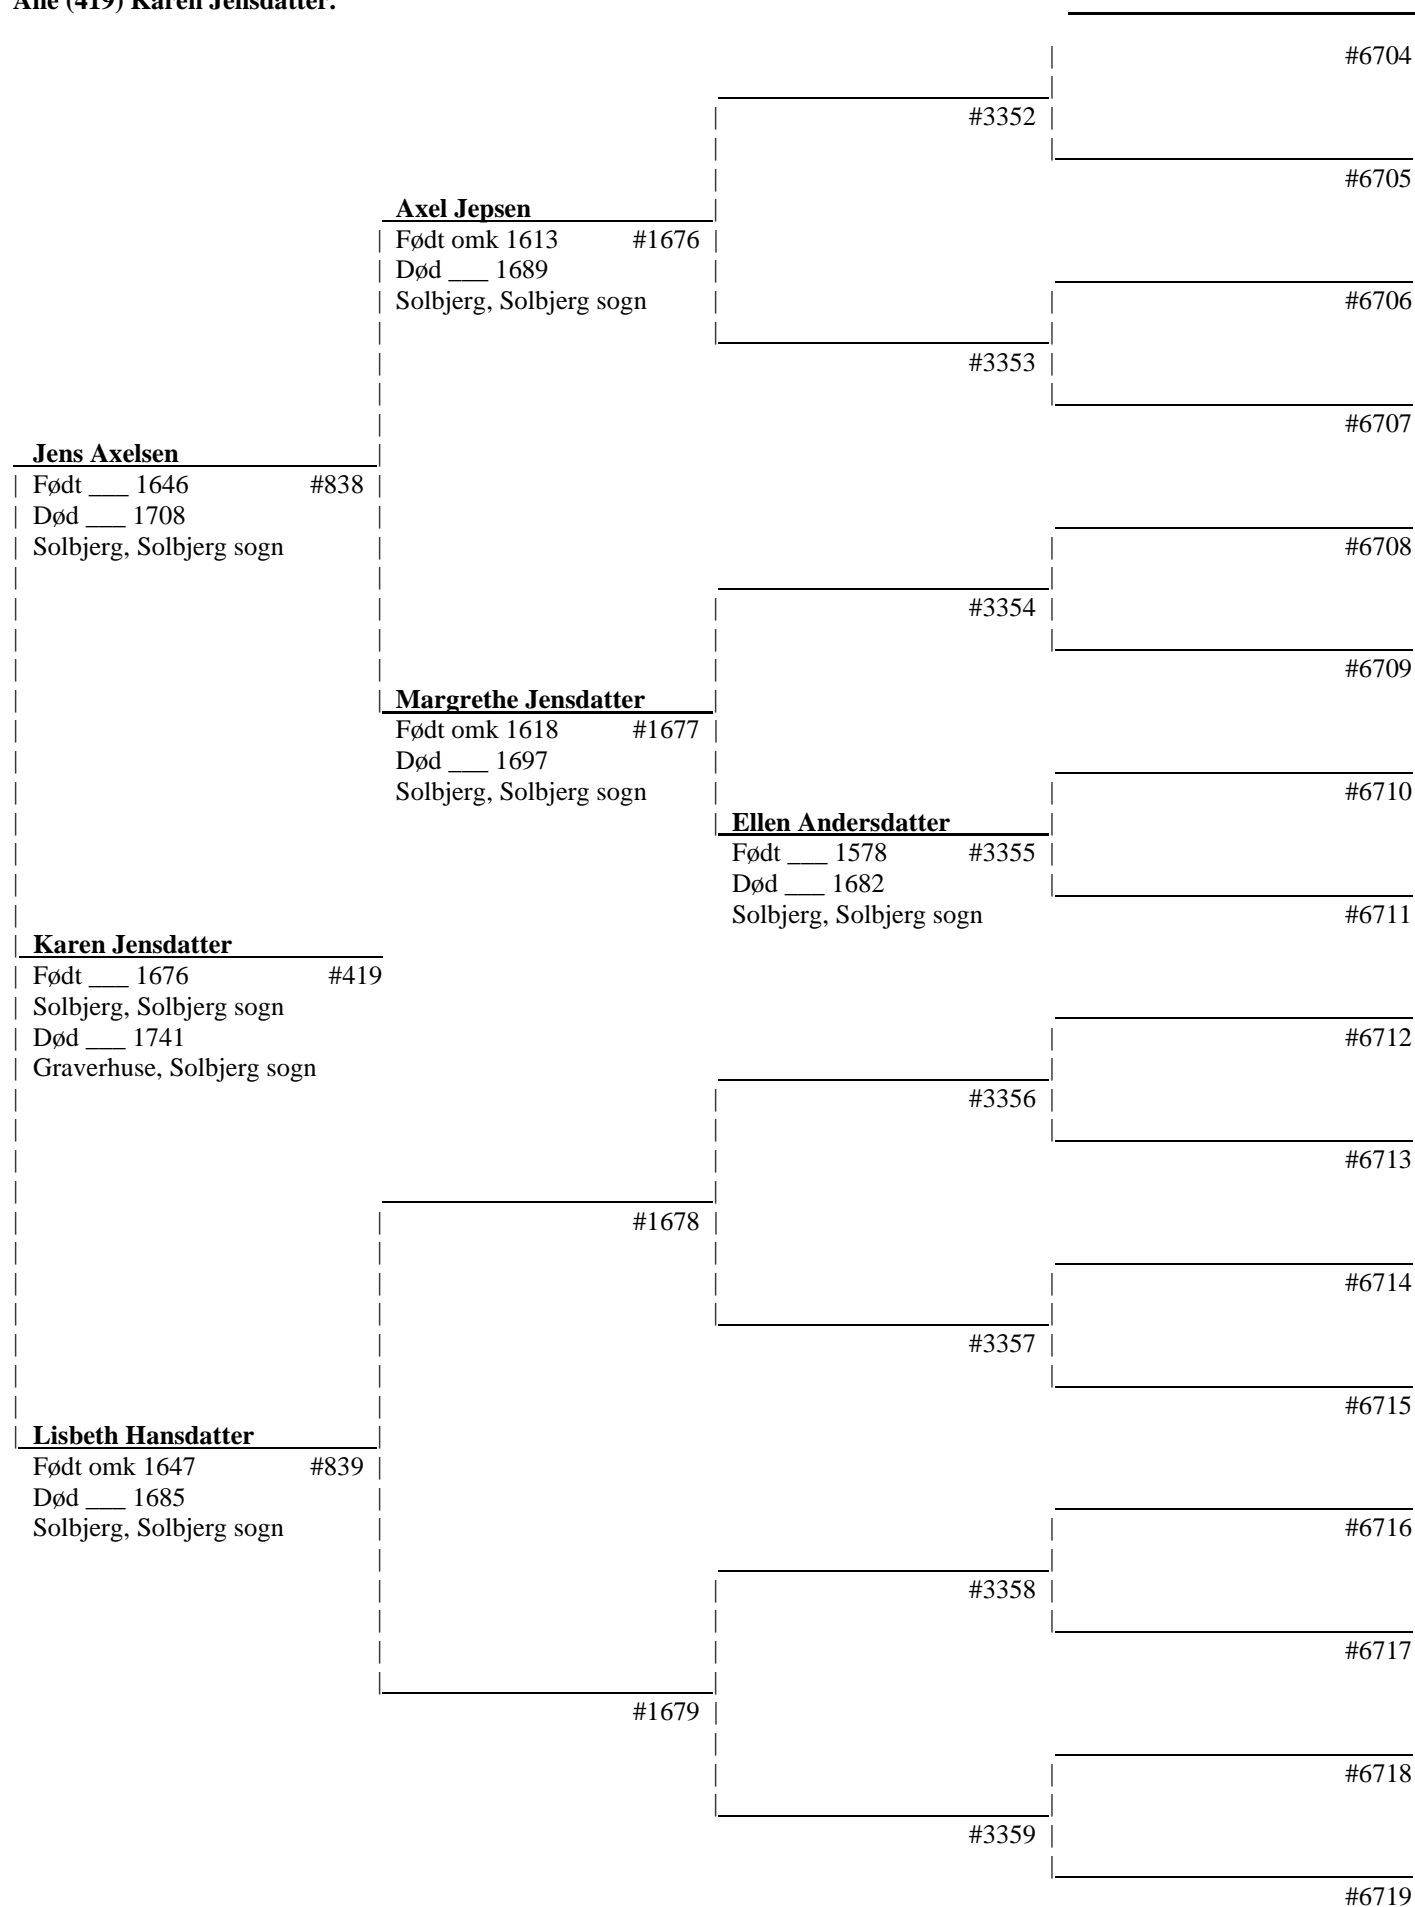 Ane (419) Karen Jensdatter.
#6704
#3352
#6705
Axel Jepsen
Født omk 1613 #1676
Død ___ 1689
Solbjerg, Solbjerg sogn
#6706
#3353
#6707
Jens Axelsen
Født ___ 1646 #838
Død ___ 1708
Solbjerg, Solbjerg sogn
#6708
#3354
#6709
Margrethe Jensdatter
Født omk 1618 #1677
Død ___ 1697
Solbjerg, Solbjerg sogn
#6710
Ellen Andersdatter
Født ___ 1578 #3355
Død ___ 1682
Solbjerg, Solbjerg sogn
#6711
Karen Jensdatter
Født ___ 1676 #419
Solbjerg, Solbjerg sogn
Død ___ 1741
Graverhuse, Solbjerg sogn
#6712
#3356
#6713
#1678
#6714
#3357
#6715
Lisbeth Hansdatter
Født omk 1647 #839
Død ___ 1685
Solbjerg, Solbjerg sogn
#6716
#3358
#6717
#1679
#6718
#3359
#6719